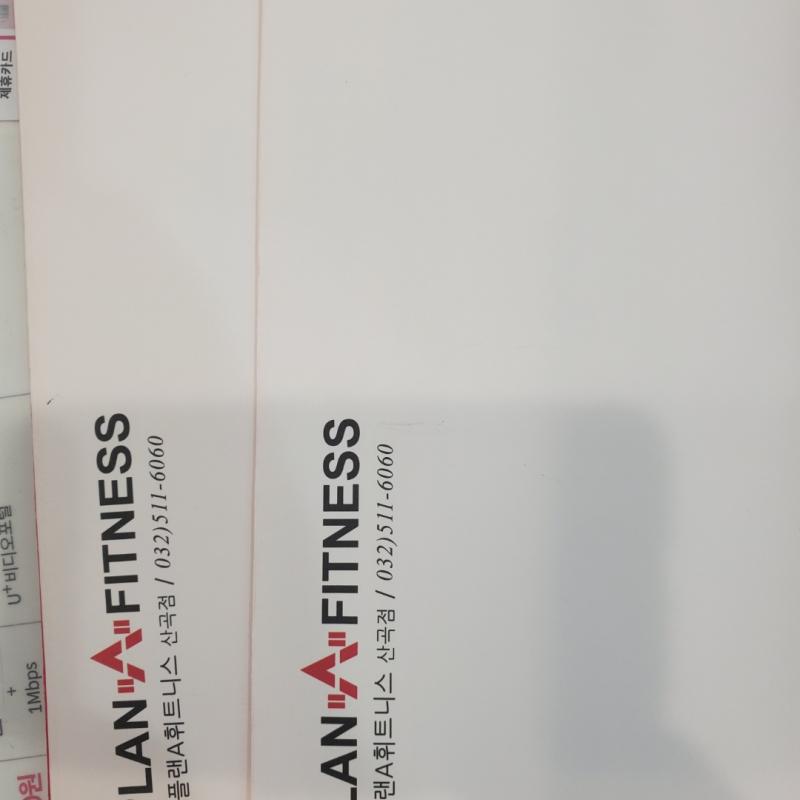 PLAN A FITNESS
플랜A휘트니스 산곡점 / 032)511-6060
LAN A FITNESS
랜A휘트니스 산곡점 / 032)511-6060
제휴카드
U+비디오포털
+
1Mbps
원